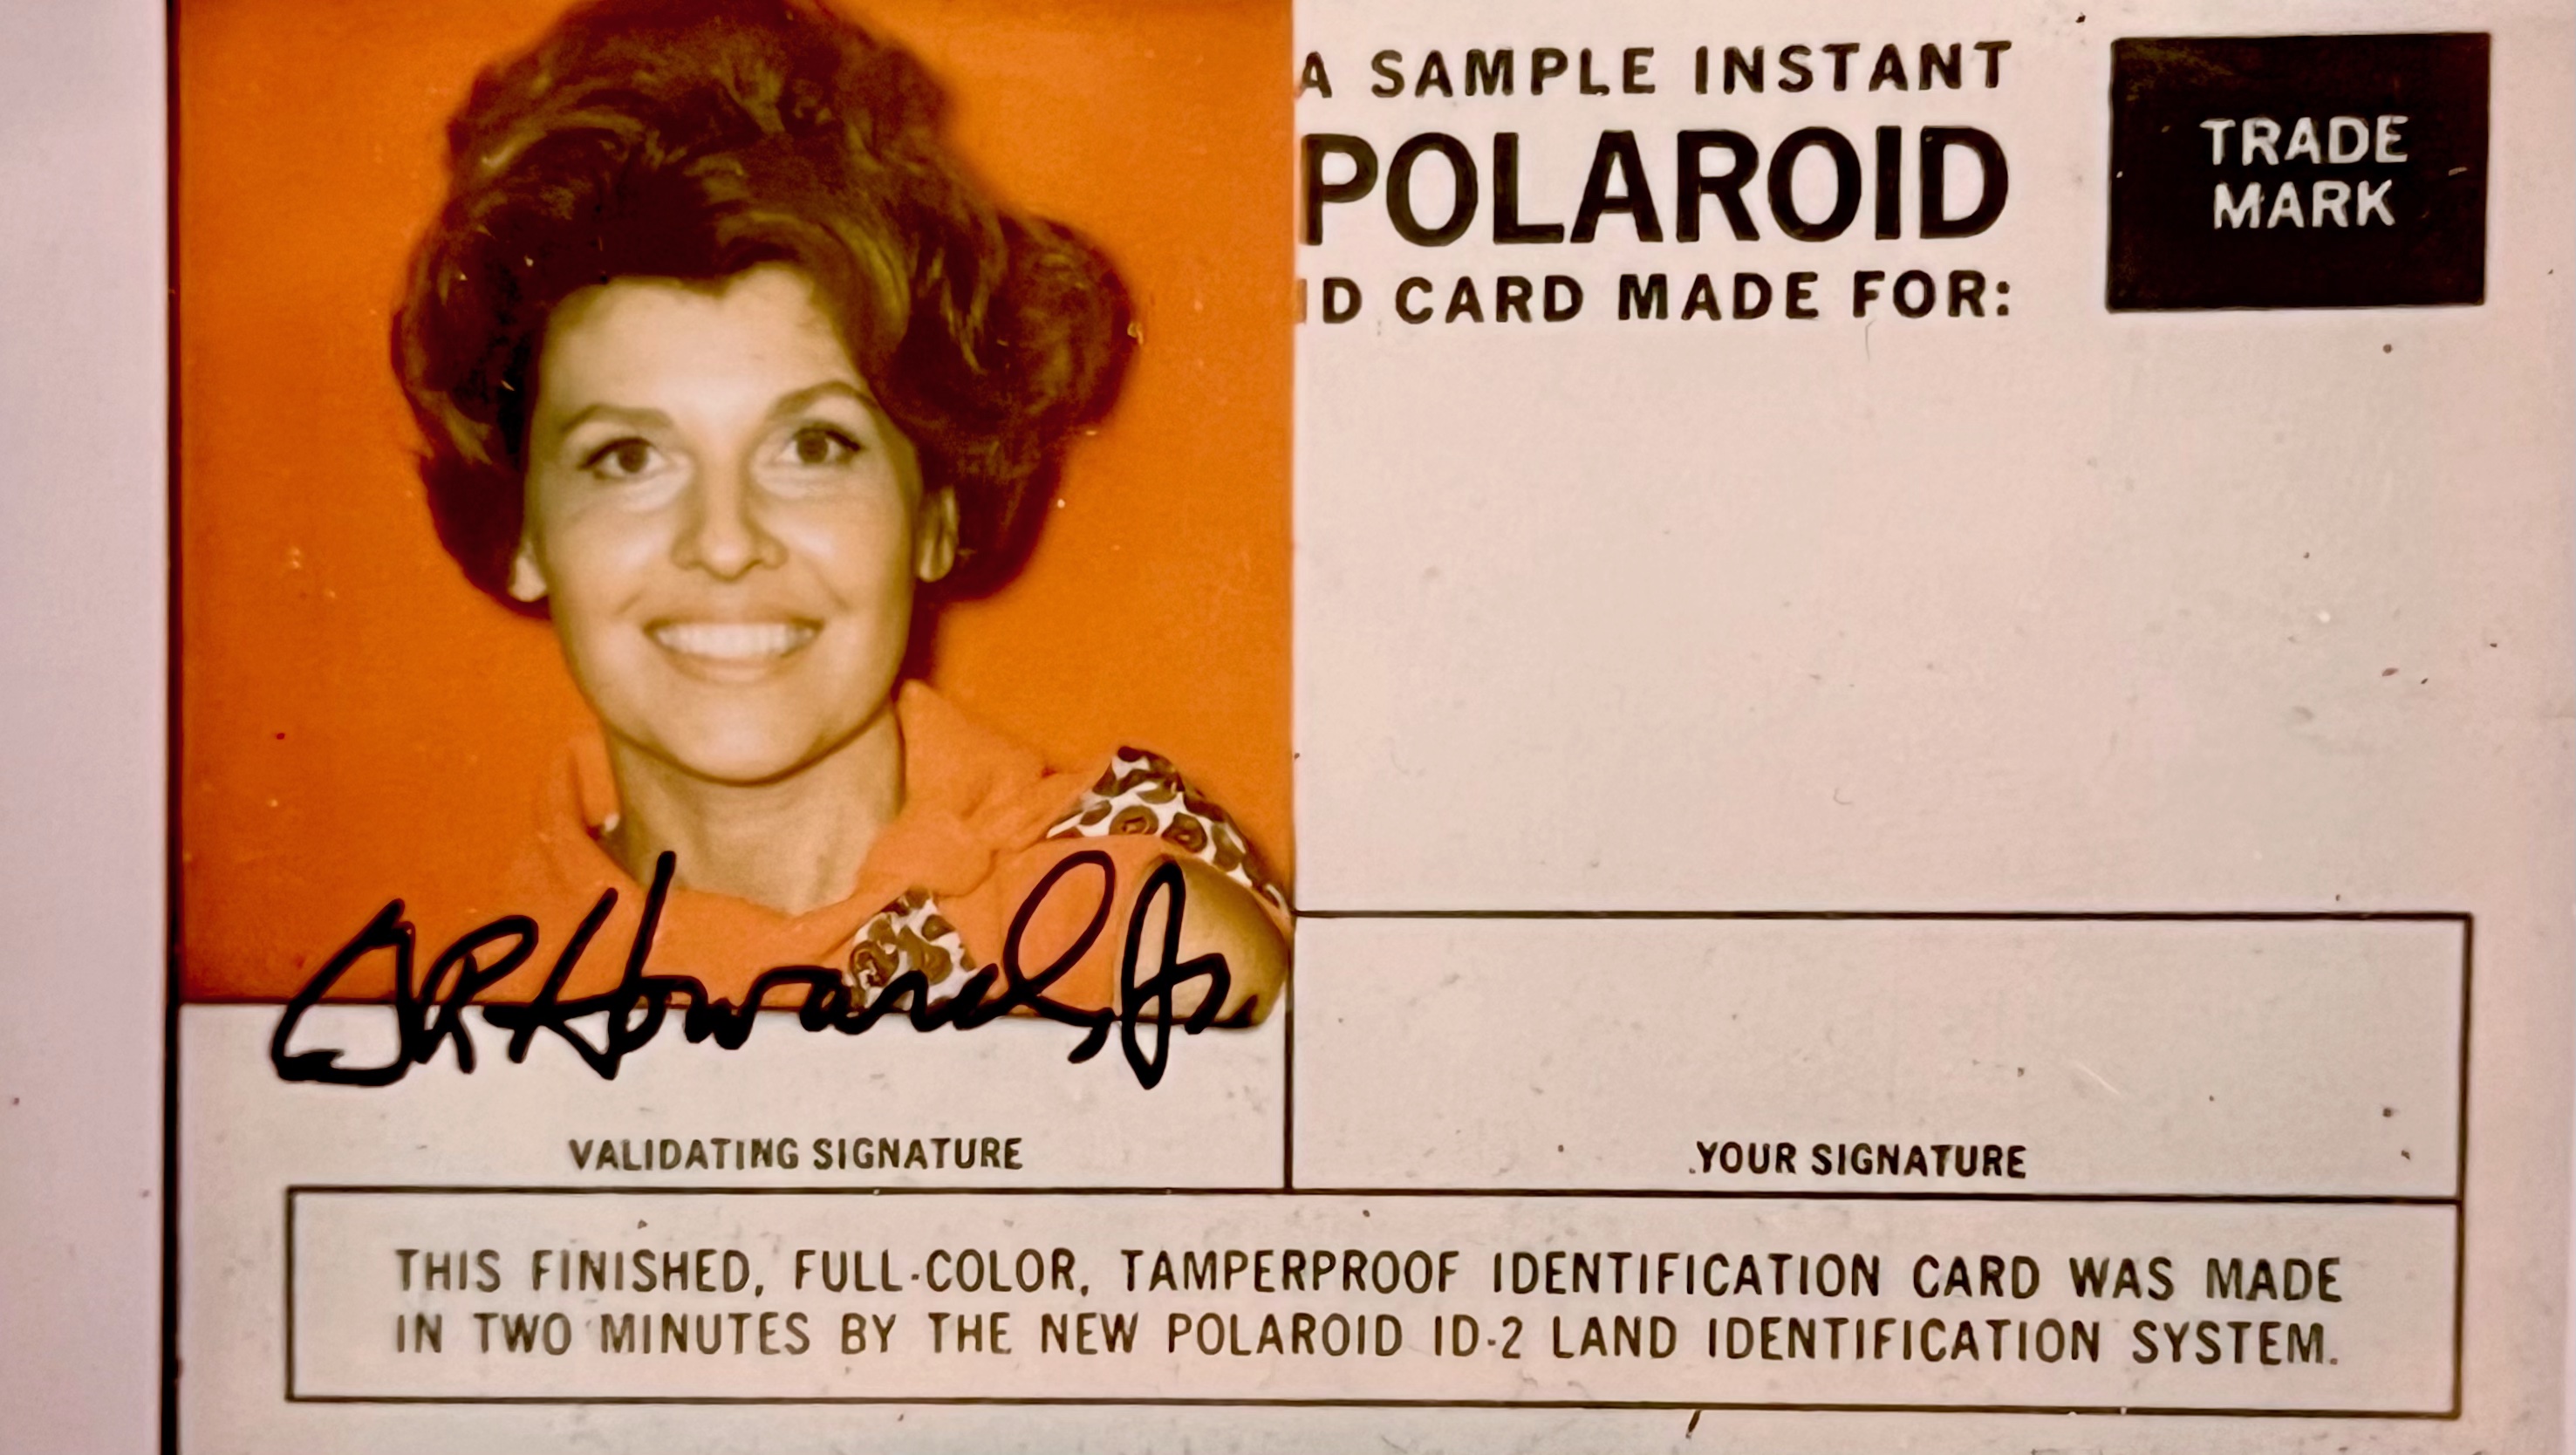 A SAMPLE INSTANT
POLAROID
ID CARD MADE FOR:
TRADE
MARK
GR Howard, Jr.
VALIDATING SIGNATURE
YOUR SIGNATURE
THIS FINISHED, FULL-COLOR, TAMPERPROOF IDENTIFICATION CARD WAS MADE
IN TWO MINUTES BY THE NEW POLAROID ID-2 LAND IDENTIFICATION SYSTEM.